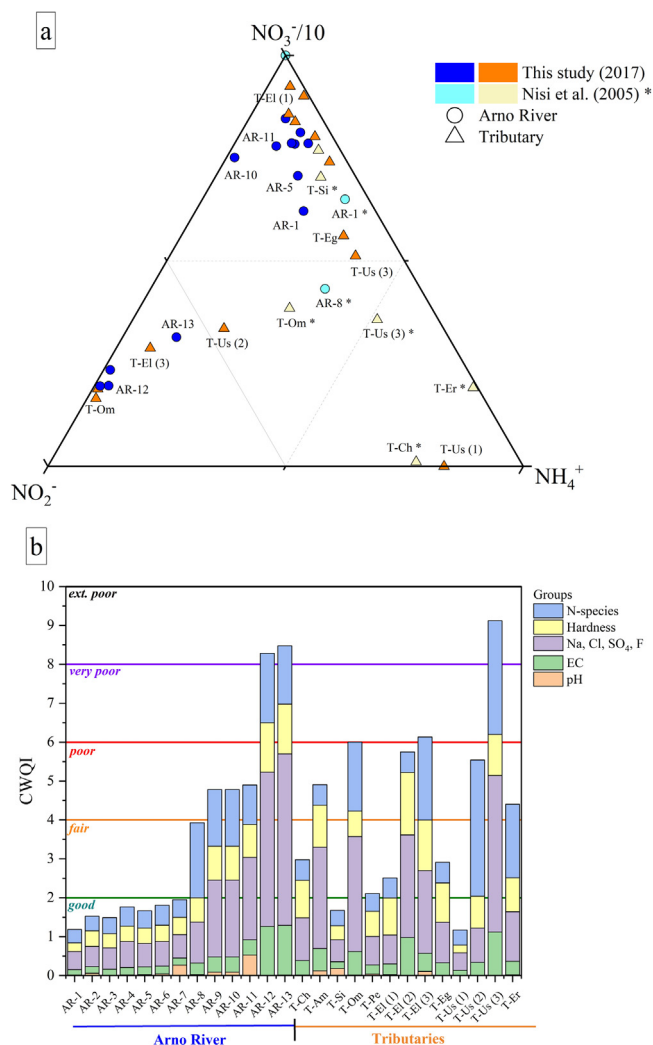 a
NO₃⁻/10
This study (2017)
Nisi et al. (2005) *
Arno River
Tributary
T-El (1)
AR-11
AR-10
AR-5
T-Si *
AR-1 *
AR-1
T-Eg
T-Us (3)
AR-8 *
T-Om *
T-Us (3) *
AR-13
T-Us (2)
T-El (3)
AR-12
T-Om
T-Er *
T-Ch *
T-Us (1)
NO₂⁻
NH₄⁺
b
10
9
8
7
6
5
4
3
2
1
0
CWQI
ext. poor
very poor
poor
fair
good
Groups
N-species
Hardness
Na, Cl, SO₄, F
EC
pH
AR-1
AR-2
AR-3
AR-4
AR-5
AR-6
AR-7
AR-8
AR-9
AR-10
AR-11
AR-12
AR-13
T-Ch
T-Am
T-Si
T-Om
T-Pe
T-El (1)
T-El (2)
T-El (3)
T-Eg
T-Us (1)
T-Us (2)
T-Us (3)
T-Er
Arno River
Tributaries